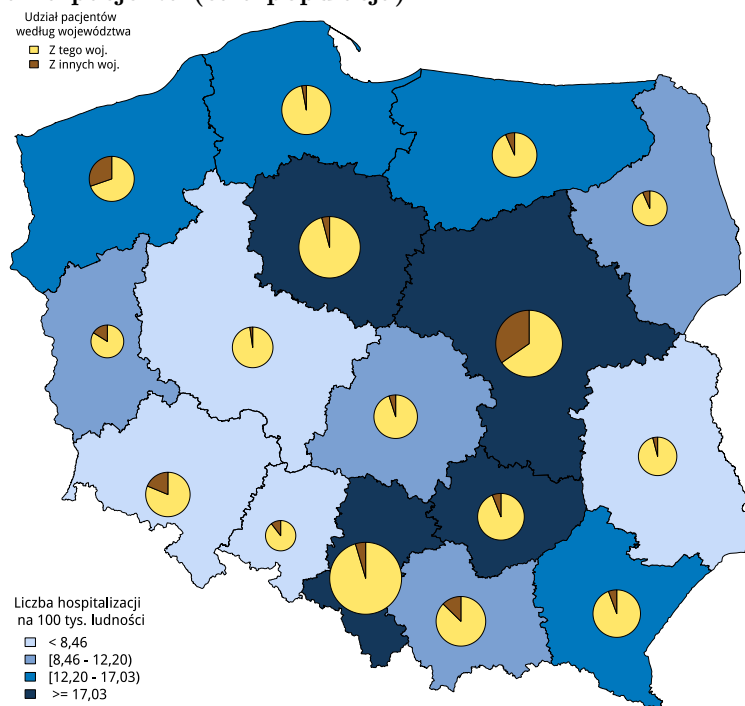 Udział pacjentów
według województwa
Z tego woj.
Z innych woj.
Liczba hospitalizacji
na 100 tys. ludności
< 8,46
[8,46 - 12,20)
[12,20 - 17,03)
>= 17,03